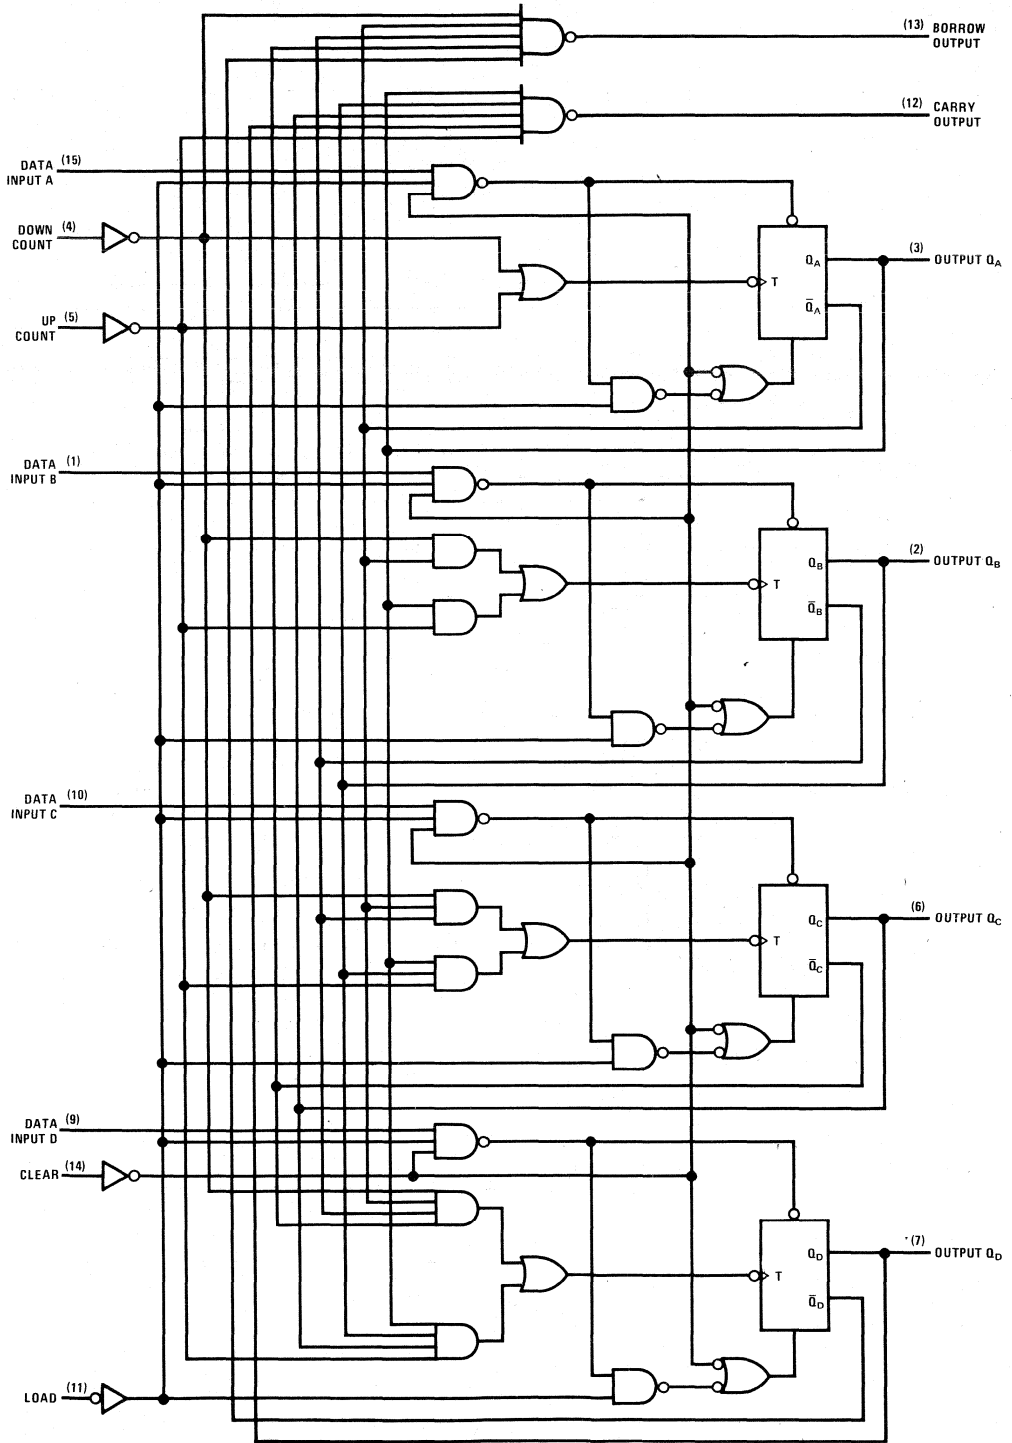 (13) BORROW
OUTPUT
(12) CARRY
OUTPUT
DATA (15)
INPUT A
DOWN (4)
COUNT
(3) OUTPUT QA
QA
T
Q̄A
UP (5)
COUNT
DATA (1)
INPUT B
(2) OUTPUT QB
QB
T
Q̄B
DATA (10)
INPUT C
(6) OUTPUT QC
QC
T
Q̄C
DATA (9)
INPUT D
CLEAR (14)
(7) OUTPUT QD
QD
T
Q̄D
LOAD (11)